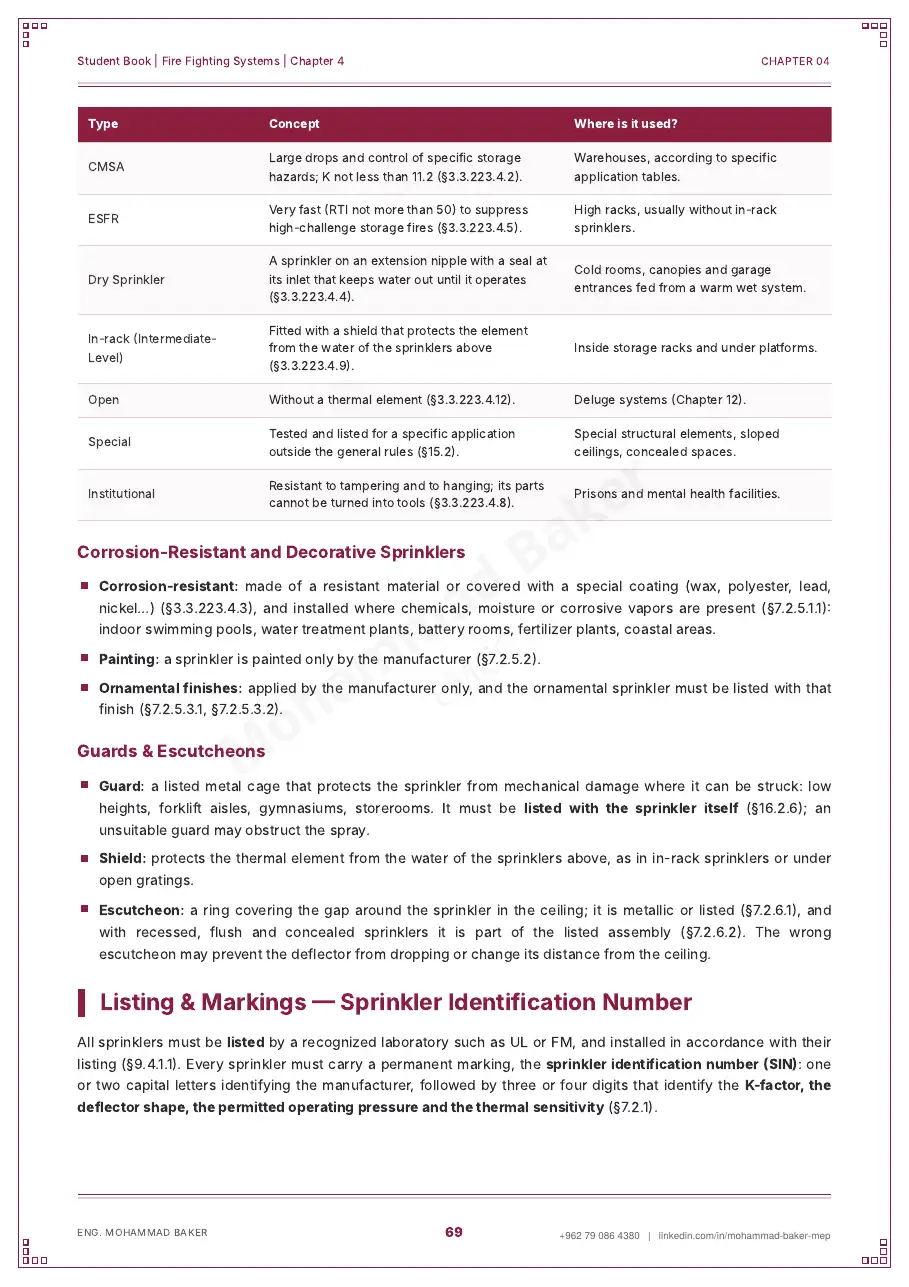 Student Book | Fire Fighting Systems | Chapter 4
CHAPTER 04
Type
Concept
Where is it used?
CMSA
Large drops and control of specific storage
hazards; K not less than 11.2 (§3.3.223.4.2).
Warehouses, according to specific
application tables.
ESFR
Very fast (RTI not more than 50) to suppress
high-challenge storage fires (§3.3.223.4.5).
High racks, usually without in-rack
sprinklers.
Dry Sprinkler
A sprinkler on an extension nipple with a seal at
its inlet that keeps water out until it operates
(§3.3.223.4.4).
Cold rooms, canopies and garage
entrances fed from a warm wet system.
In-rack (Intermediate-
Level)
Fitted with a shield that protects the element
from the water of the sprinklers above
(§3.3.223.4.9).
Inside storage racks and under platforms.
Open
Without a thermal element (§3.3.223.4.12).
Deluge systems (Chapter 12).
Special
Tested and listed for a specific application
outside the general rules (§15.2).
Special structural elements, sloped
ceilings, concealed spaces.
Institutional
Resistant to tampering and to hanging; its parts
cannot be turned into tools (§3.3.223.4.8).
Prisons and mental health facilities.
Mohammad Baker
Corrosion-Resistant and Decorative Sprinklers
Corrosion-resistant: made of a resistant material or covered with a special coating (wax, polyester, lead,
nickel...) (§3.3.223.4.3), and installed where chemicals, moisture or corrosive vapors are present (§7.2.5.1.1):
indoor swimming pools, water treatment plants, battery rooms, fertilizer plants, coastal areas.
Painting: a sprinkler is painted only by the manufacturer (§7.2.5.2).
Ornamental finishes: applied by the manufacturer only, and the ornamental sprinkler must be listed with that
finish (§7.2.5.3.1, §7.2.5.3.2).
Guards & Escutcheons
Guard: a listed metal cage that protects the sprinkler from mechanical damage where it can be struck: low
heights, forklift aisles, gymnasiums, storerooms. It must be listed with the sprinkler itself (§16.2.6); an
unsuitable guard may obstruct the spray.
Shield: protects the thermal element from the water of the sprinklers above, as in in-rack sprinklers or under
open gratings.
Escutcheon: a ring covering the gap around the sprinkler in the ceiling; it is metallic or listed (§7.2.6.1), and
with recessed, flush and concealed sprinklers it is part of the listed assembly (§7.2.6.2). The wrong
escutcheon may prevent the deflector from dropping or change its distance from the ceiling.
Listing & Markings — Sprinkler Identification Number
All sprinklers must be listed by a recognized laboratory such as UL or FM, and installed in accordance with their
listing (§9.4.1.1). Every sprinkler must carry a permanent marking, the sprinkler identification number (SIN): one
or two capital letters identifying the manufacturer, followed by three or four digits that identify the K-factor, the
deflector shape, the permitted operating pressure and the thermal sensitivity (§7.2.1).
ENG. MOHAMMAD BAKER
69
+962 79 086 4380 | linkedin.com/in/mohammad-baker-mep